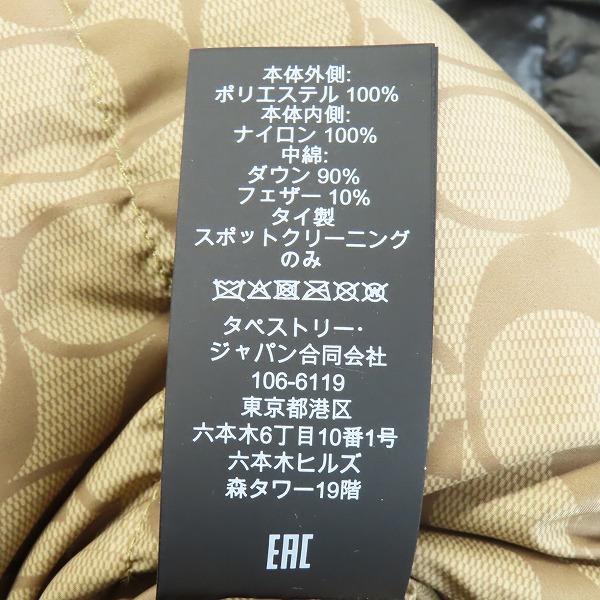 本体外側:
ポリエステル 100%
本体内側:
ナイロン 100%
中綿:
ダウン 90%
フェザー 10%
タイ製
スポットクリーニング
のみ
タペストリー·
ジャパン合同会社
106-6119
東京都港区
六本木6丁目10番1号
六本木ヒルズ
森タワー19階
EAC